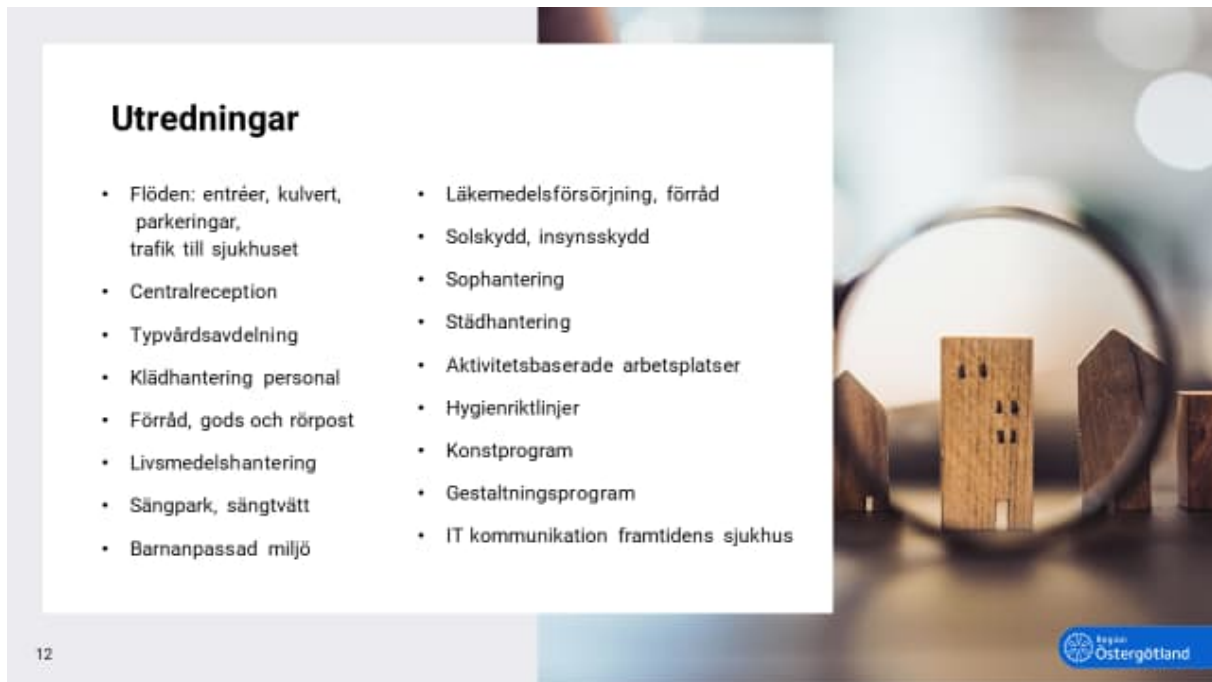 Utredningar
• Flöden: entréer, kulvert,
parkeringar,
trafik till sjukhuset
• Centralreception
• Typvårdsavdelning
• Klädhantering personal
• Förråd, gods och rörpost
• Livsmedelshantering
• Sängpark, sängtvätt
• Barnanpassad miljö
• Läkemedelsförsörjning, förråd
• Solskydd, insynsskydd
• Sophantering
• Städhantering
• Aktivitetsbaserade arbetsplatser
• Hygienriktlinjer
• Konstprogram
• Gestaltningsprogram
• IT kommunikation framtidens sjukhus
12
Region
Östergötland